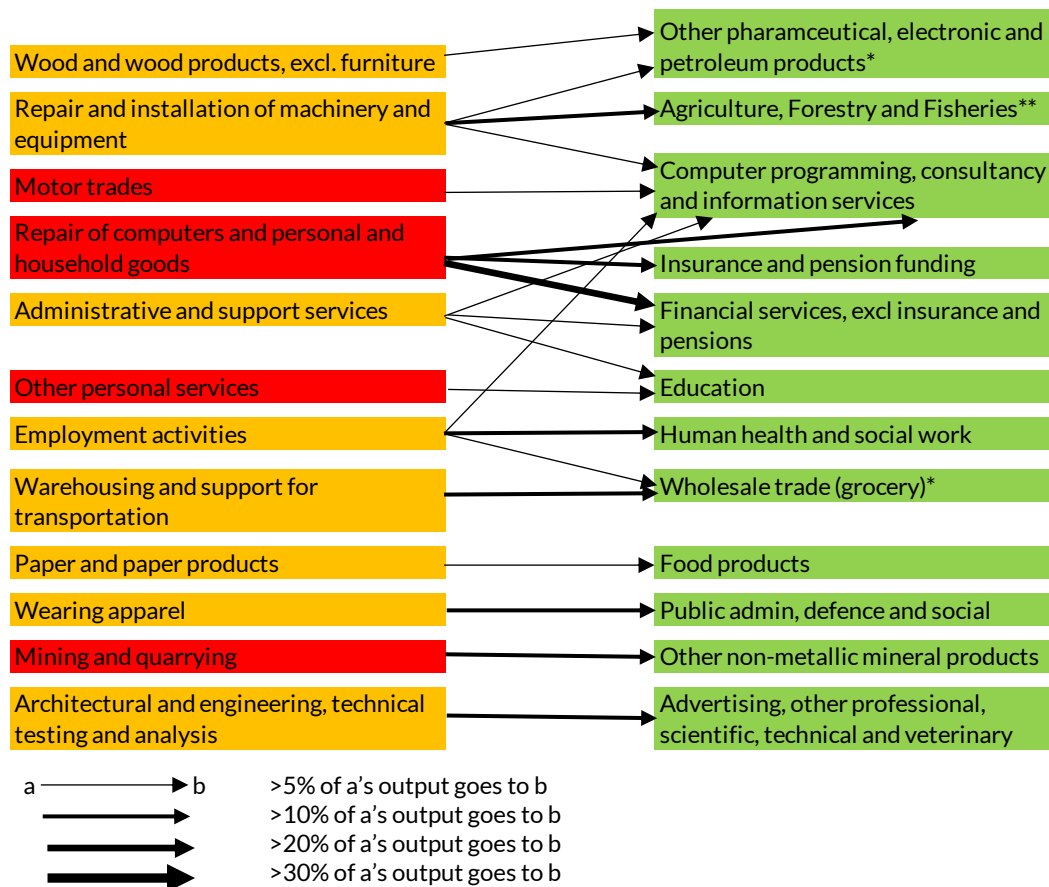 Wood and wood products, excl. furniture
Repair and installation of machinery and
equipment
Motor trades
Repair of computers and personal and
household goods
Administrative and support services
Other personal services
Employment activities
Warehousing and support for
transportation
Paper and paper products
Wearing apparel
Mining and quarrying
Architectural and engineering, technical
testing and analysis
Other pharamceutical, electronic and
petroleum products*
Agriculture, Forestry and Fisheries**
Computer programming, consultancy
and information services
Insurance and pension funding
Financial services, excl insurance and
pensions
Education
Human health and social work
Wholesale trade (grocery)*
Food products
Public admin, defence and social
Other non-metallic mineral products
Advertising, other professional,
scientific, technical and veterinary
a b >5% of a's output goes to b
>10% of a's output goes to b
>20% of a's output goes to b
>30% of a's output goes to b